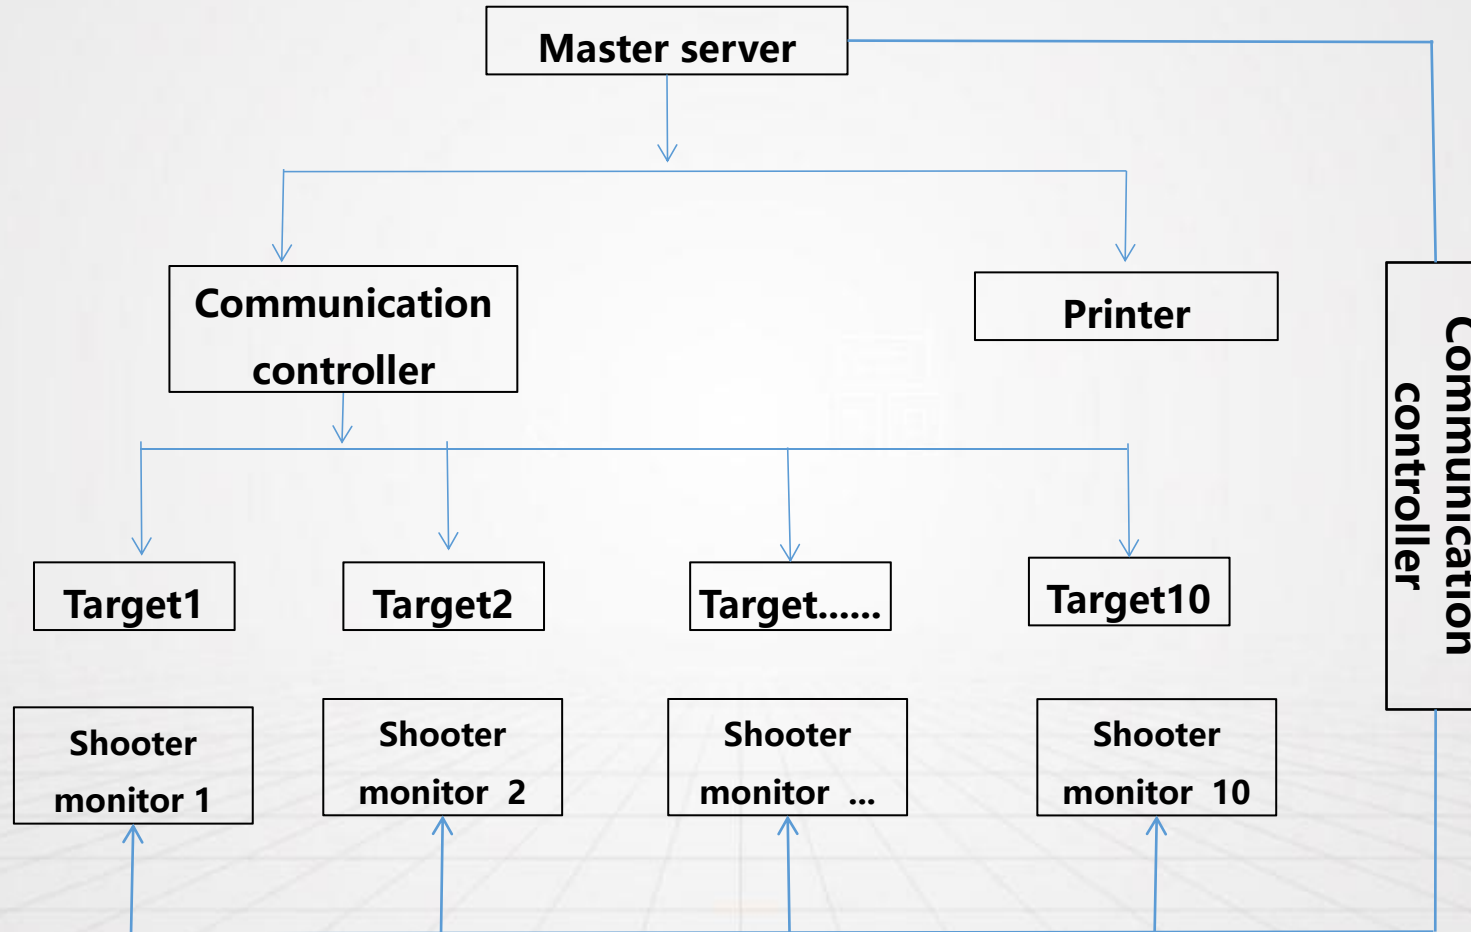 Master server
Communication
controller
Printer
Communication
controller
Target1
Target2
Target......
Target10
Shooter
monitor 1
Shooter
monitor  2
Shooter
monitor  ...
Shooter
monitor  10